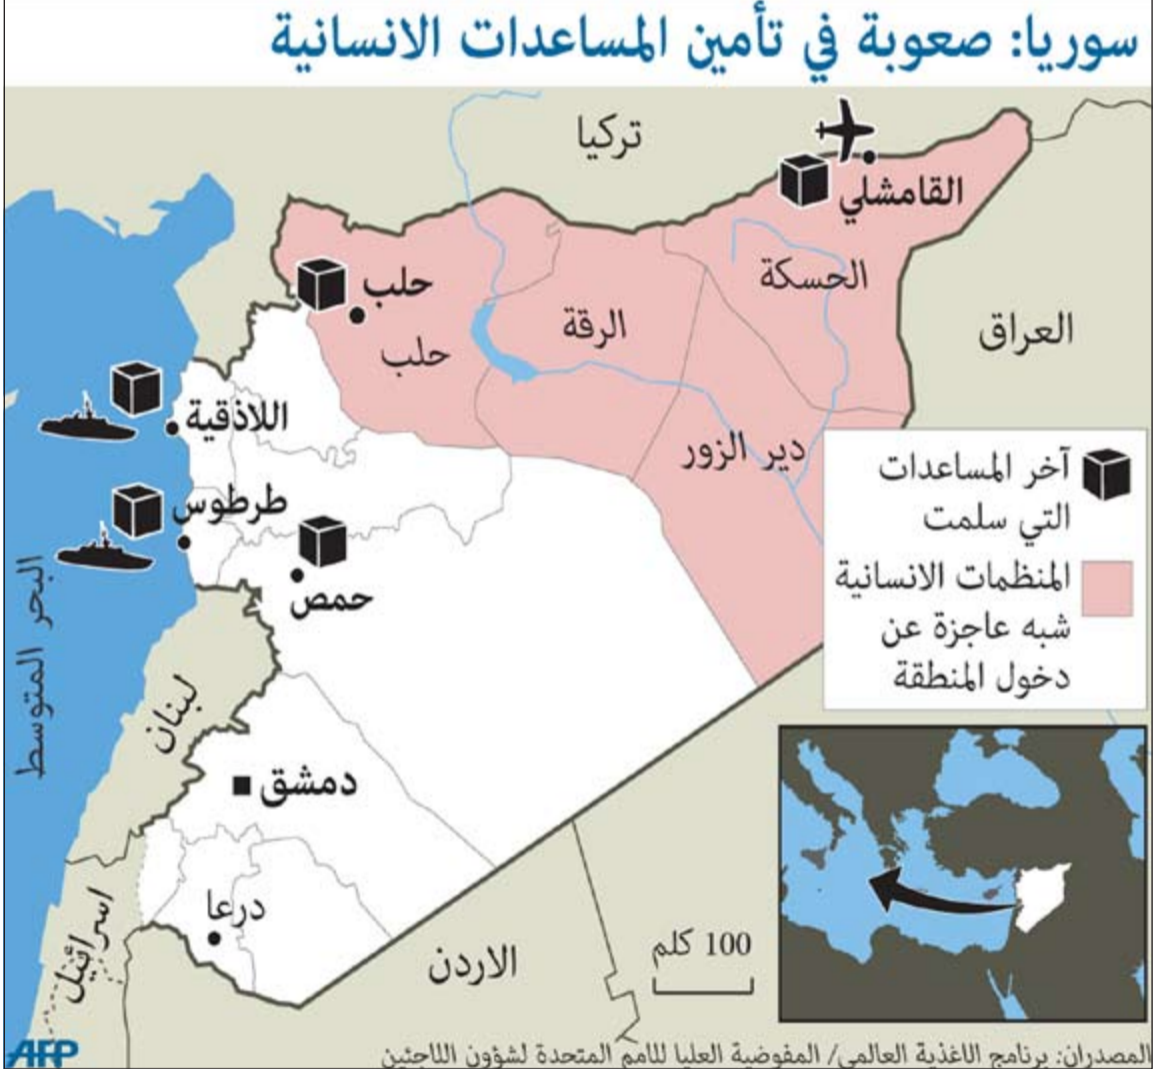 سوريا: صعوبة في تأمين المساعدات الانسانية
تركيا
القامشلي
الحسكة
حلب
حلب
الرقة
العراق
اللاذقية
دير الزور
طرطوس
حمص
آخر المساعدات
التي سلمت
المنظمات الانسانية
شبه عاجزة عن
دخول المنطقة
البحر المتوسط
لبنان
دمشق
درعا
اسرائيل
الاردن
100 كلم
AFP
المصدران: برنامج الاغذية العالمي/ المفوضية العليا للامم المتحدة لشؤون اللاجئين